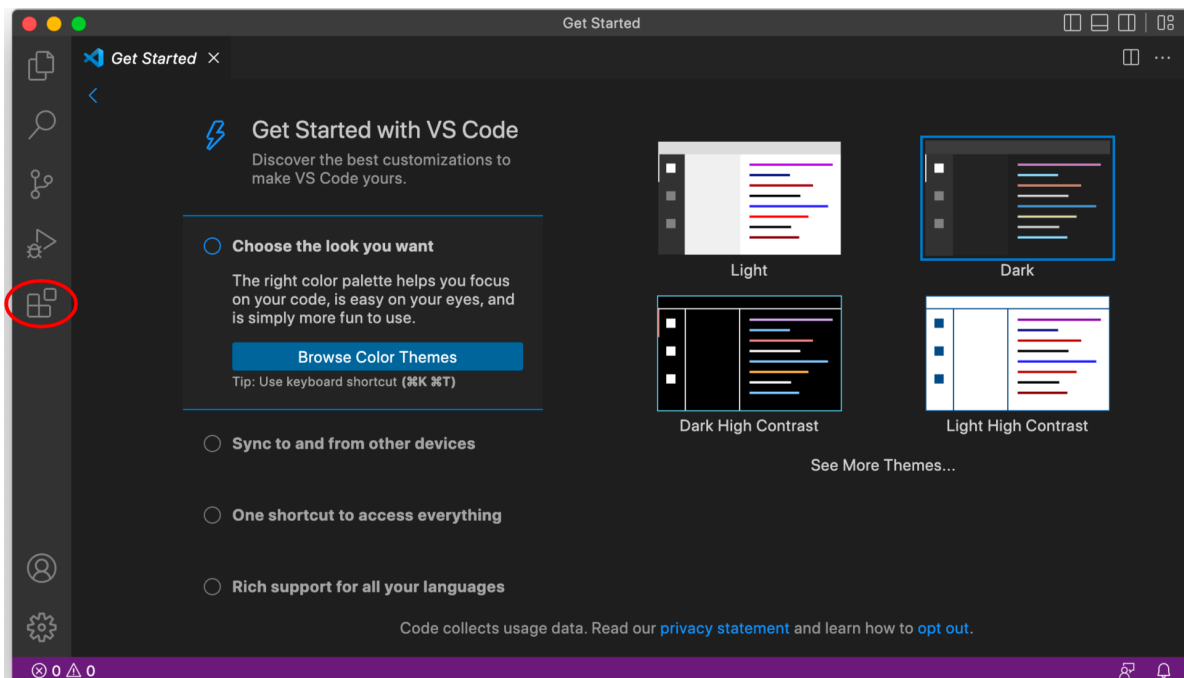 Get Started
Get Started
Get Started with VS Code
Discover the best customizations to
make VS Code yours.
Choose the look you want
The right color palette helps you focus
on your code, is easy on your eyes, and
is simply more fun to use.
Browse Color Themes
Tip: Use keyboard shortcut (⌘K ⌘T)
Sync to and from other devices
One shortcut to access everything
Rich support for all your languages
Light
Dark
Dark High Contrast
Light High Contrast
See More Themes...
Code collects usage data. Read our privacy statement and learn how to opt out.
0 0